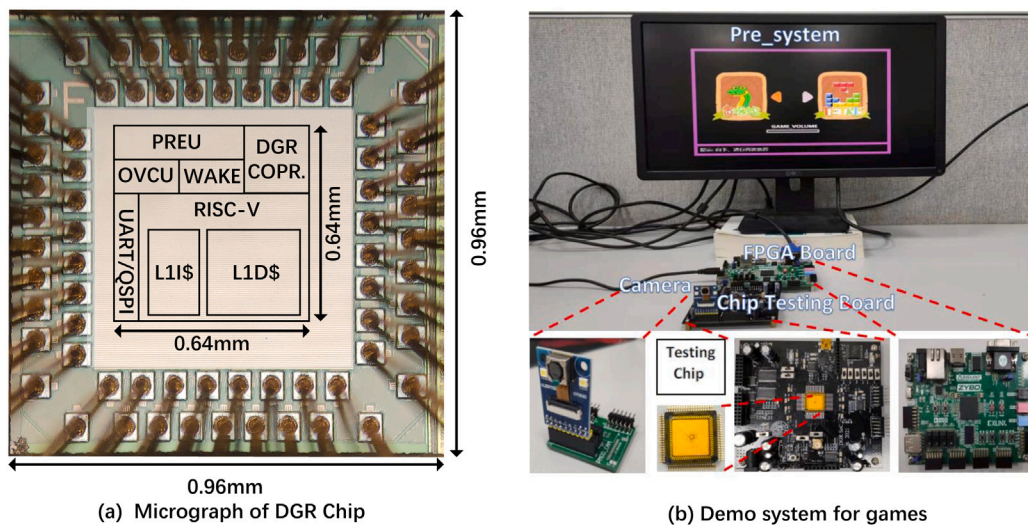 PREU
DGR
COPR.
OVCU
WAKE
UART/QSPI
RISC-V
L1I$
L1D$
0.64mm
0.64mm
0.96mm
0.96mm
(a) Micrograph of DGR Chip
Pre_system
GAME VOLUME
FPGA Board
Camera
Chip Testing Board
Testing
Chip
ZYBO
(b) Demo system for games